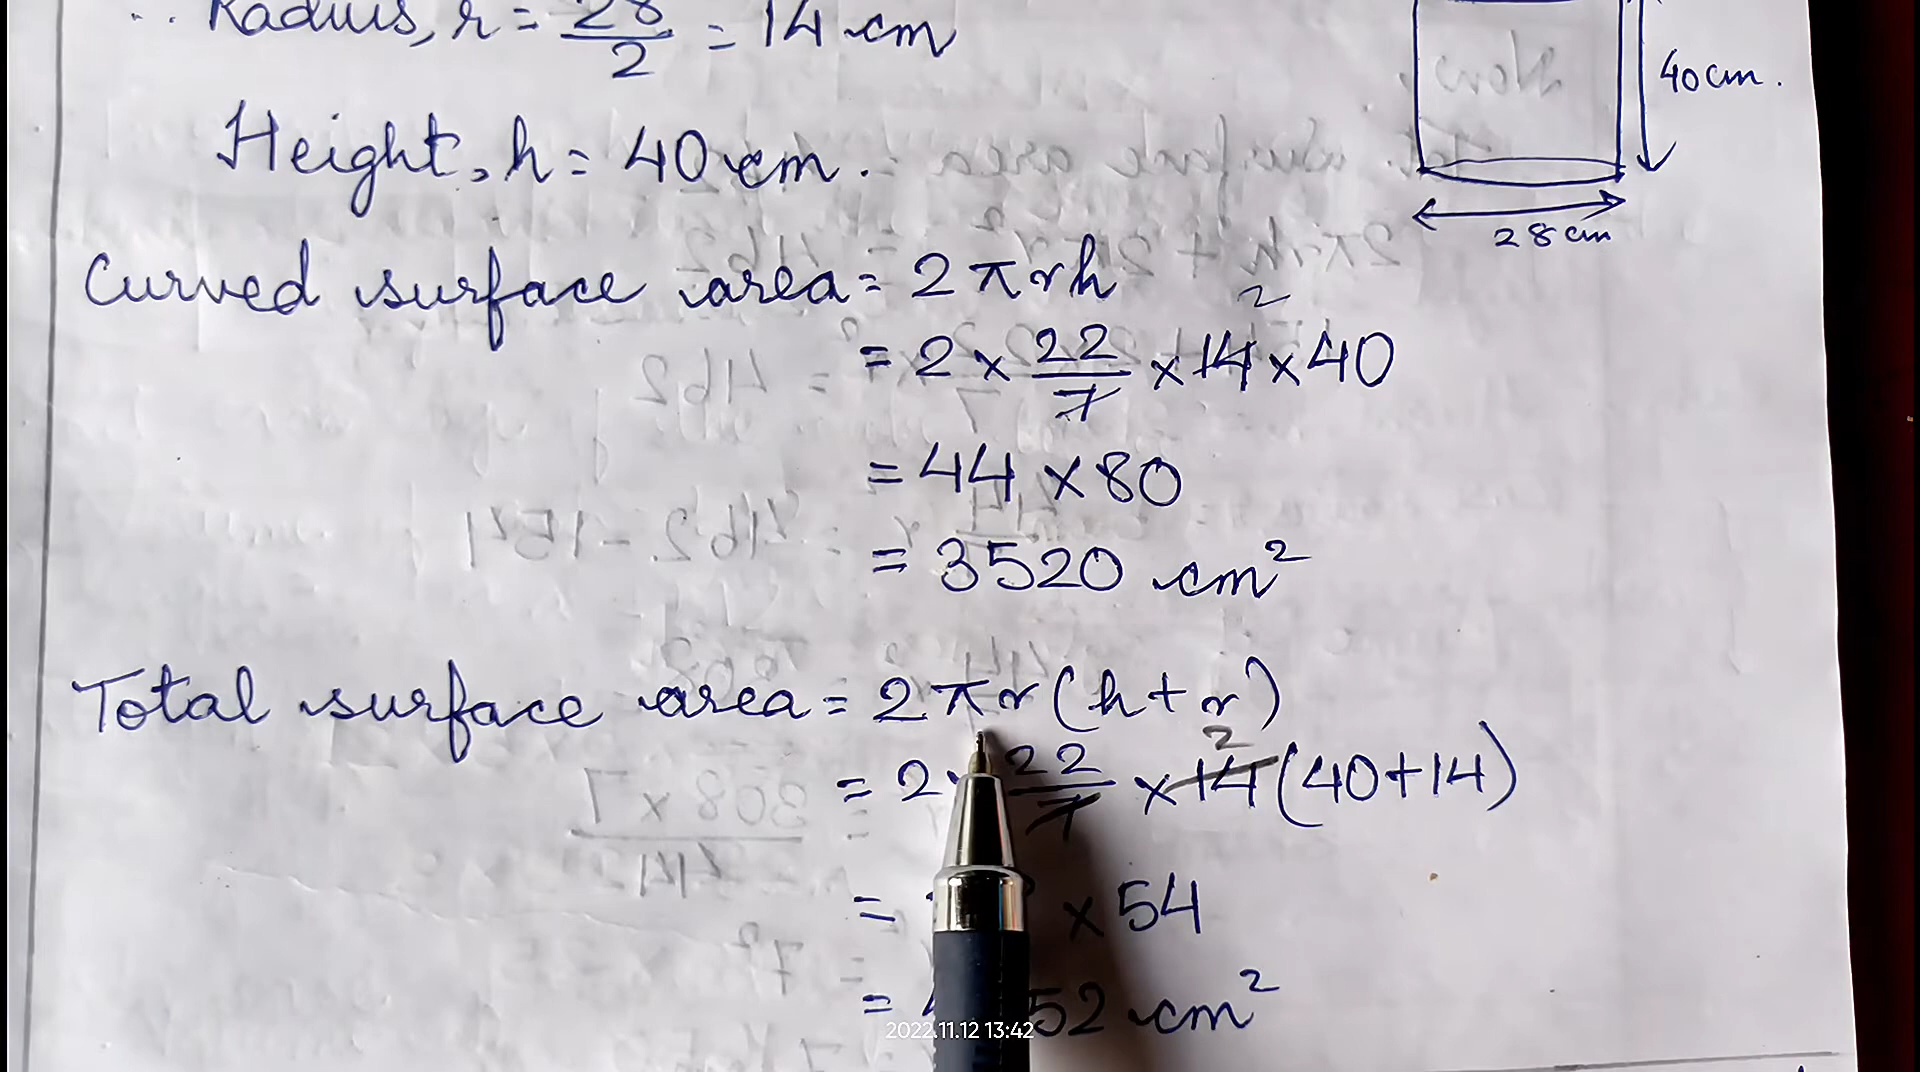 ∴ Radius, r = 28/2 = 14 cm
40 cm.
Height, h = 40 cm.
28 cm
Curved surface area = 2πrh
= 2 × 22/7 × 14 × 40
2
= 44 × 80
= 3520 cm²
Total surface area = 2πr(h+r)
= 2 × 22/7 × 14 (40+14)
2
= × 54
= 52 cm²
2022.11.12 13:42